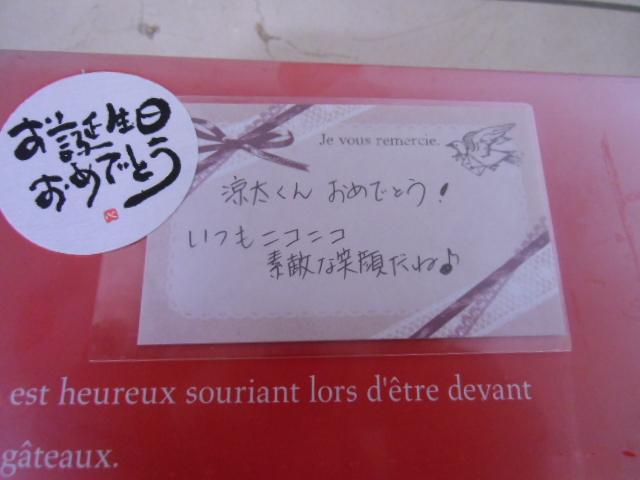 お誕生日
おめでとう
Je vous remercie.
涼太くん おめでとう!
いつもニコニコ
素敵な笑顔だね♪
est heureux souriant lors d'être devant
gâteaux.